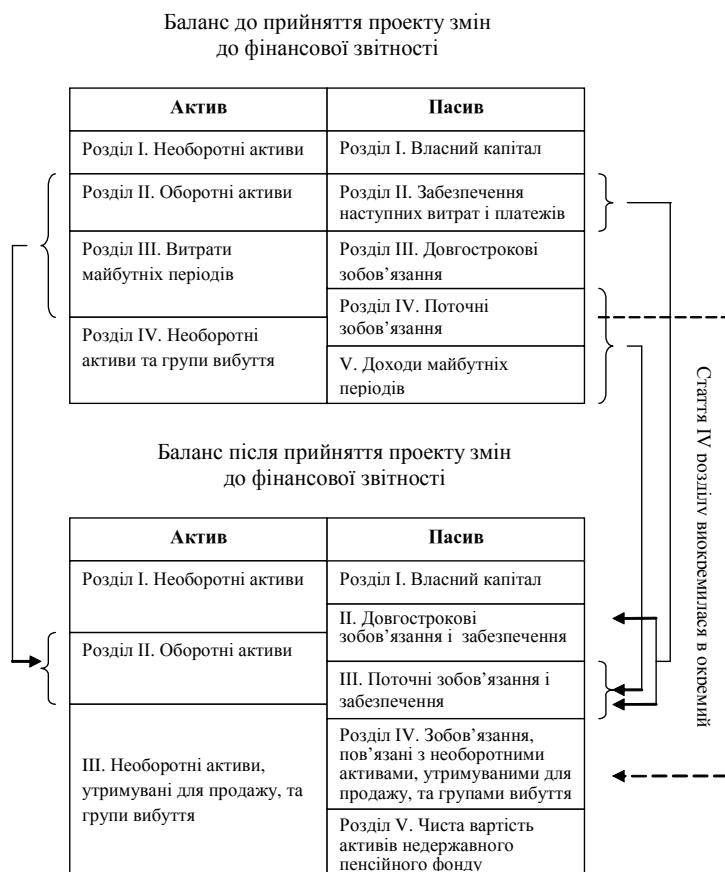 Баланс до прийняття проекту змін
до фінансової звітності
Актив
Пасив
Розділ I. Необоротні активи
Розділ I. Власний капітал
Розділ II. Оборотні активи
Розділ II. Забезпечення
наступних витрат і платежів
Розділ III. Витрати
майбутніх періодів
Розділ III. Довгострокові
зобов’язання
Розділ IV. Необоротні
активи та групи вибуття
Розділ IV. Поточні
зобов’язання
V. Доходи майбутніх
періодів
Стаття IV розділу виокремилася в окремий
Баланс після прийняття проекту змін
до фінансової звітності
Актив
Пасив
Розділ I. Необоротні активи
Розділ I. Власний капітал
II. Довгострокові
зобов’язання і забезпечення
Розділ II. Оборотні активи
III. Поточні зобов’язання і
забезпечення
III. Необоротні активи,
утримувані для продажу, та
групи вибуття
Розділ IV. Зобов’язання,
пов’язані з необоротними
активами, утримуваними для
продажу, та групами вибуття
Розділ V. Чиста вартість
активів недержавного
пенсійного фонду